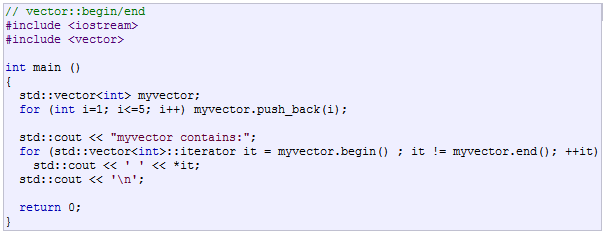 // vector::begin/end
#include <iostream>
#include <vector>

int main ()
{
  std::vector<int> myvector;
  for (int i=1; i<=5; i++) myvector.push_back(i);

  std::cout << "myvector contains:";
  for (std::vector<int>::iterator it = myvector.begin() ; it != myvector.end(); ++it)
    std::cout << ' ' << *it;
  std::cout << '\n';

  return 0;
}